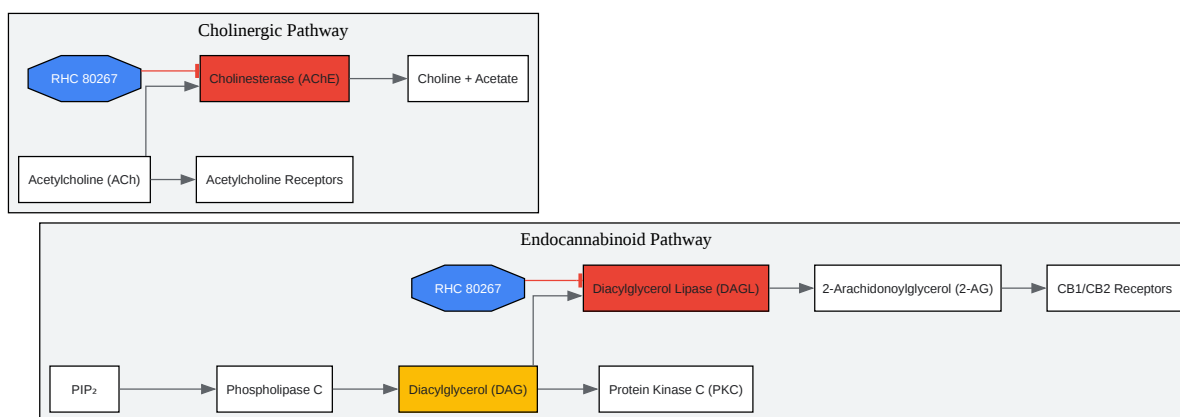 Cholinergic Pathway
RHC 80267
Cholinesterase (AChE)
Choline + Acetate
Acetylcholine (ACh)
Acetylcholine Receptors
Endocannabinoid Pathway
RHC 80267
Diacylglycerol Lipase (DAGL)
2-Arachidonoylglycerol (2-AG)
CB1/CB2 Receptors
PIP₂
Phospholipase C
Diacylglycerol (DAG)
Protein Kinase C (PKC)